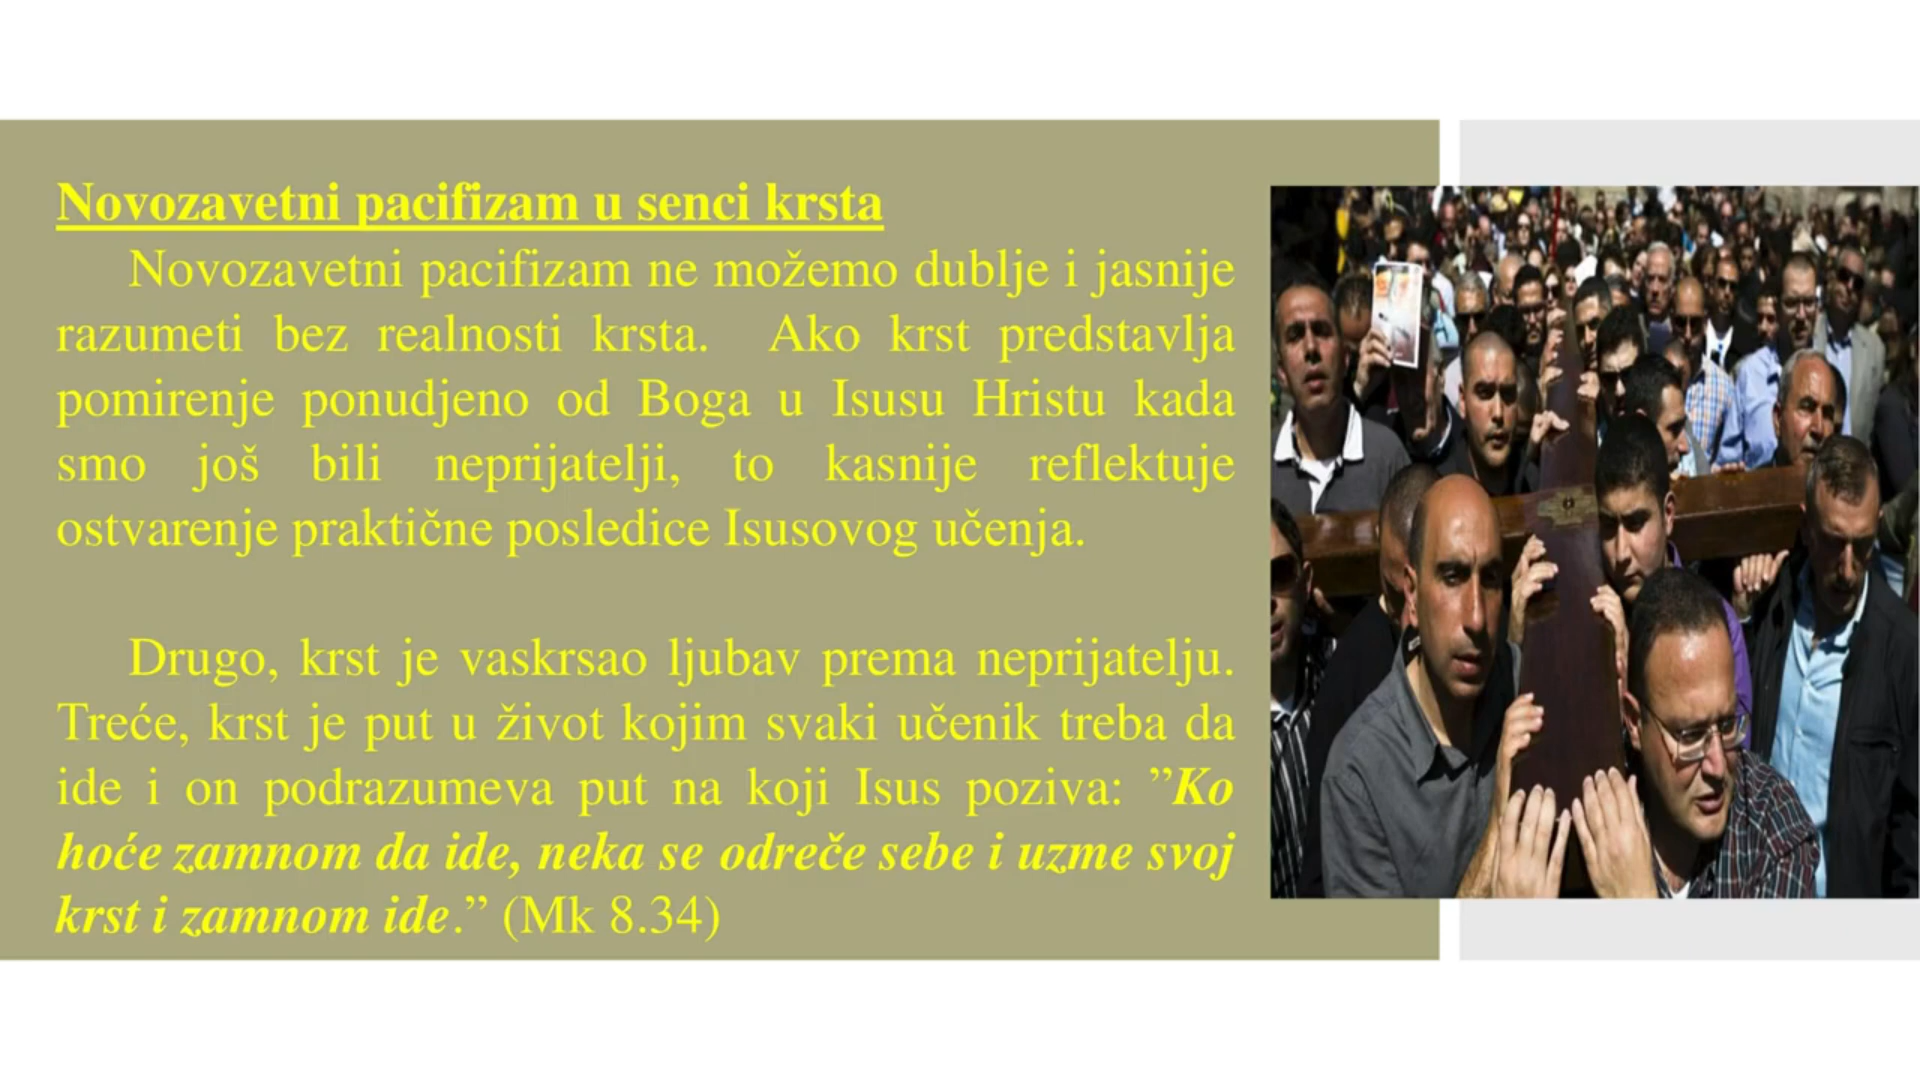 Novozavetni pacifizam u senci krsta
Novozavetni pacifizam ne možemo dublje i jasnije
razumeti bez realnosti krsta. Ako krst predstavlja
pomirenje ponudjeno od Boga u Isusu Hristu kada
smo još bili neprijatelji, to kasnije reflektuje
ostvarenje praktične posledice Isusovog učenja.
Drugo, krst je vaskrsao ljubav prema neprijatelju.
Treće, krst je put u život kojim svaki učenik treba da
ide i on podrazumeva put na koji Isus poziva: ”Ko
hoće zamnom da ide, neka se odreče sebe i uzme svoj
krst i zamnom ide.” (Mk 8.34)